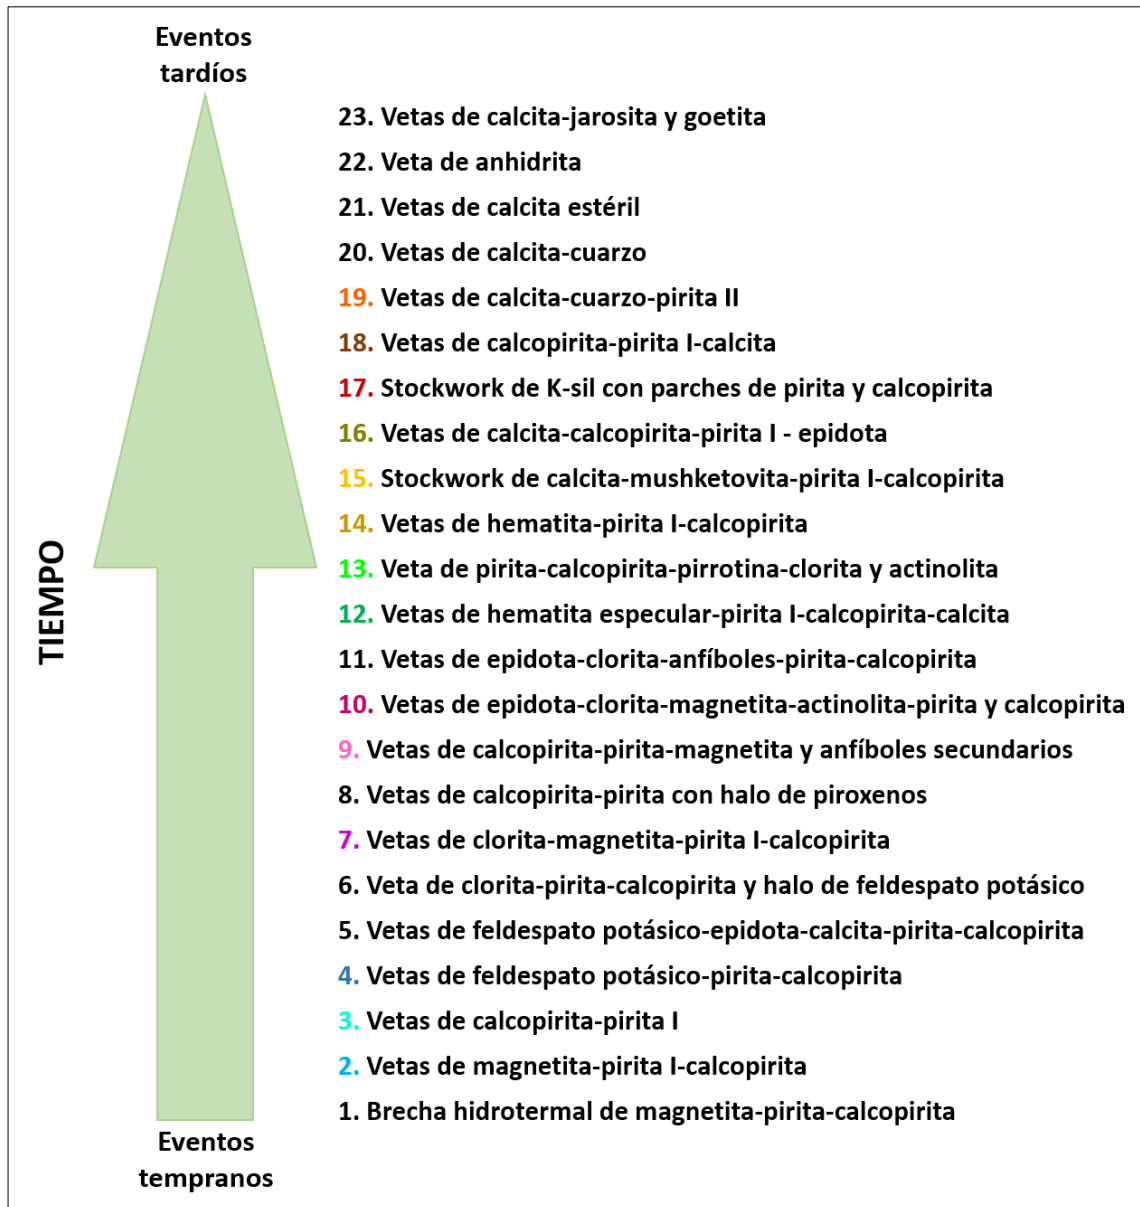 Eventos
tardíos
23. Vetas de calcita-jarosita y goetita
22. Veta de anhidrita
21. Vetas de calcita estéril
20. Vetas de calcita-cuarzo
19. Vetas de calcita-cuarzo-pirita II
18. Vetas de calcopirita-pirita I-calcita
17. Stockwork de K-sil con parches de pirita y calcopirita
16. Vetas de calcita-calcopirita-pirita I - epidota
15. Stockwork de calcita-mushketovita-pirita I-calcopirita
14. Vetas de hematita-pirita I-calcopirita
13. Veta de pirita-calcopirita-pirrotina-clorita y actinolita
12. Vetas de hematita especular-pirita I-calcopirita-calcita
11. Vetas de epidota-clorita-anfíboles-pirita-calcopirita
10. Vetas de epidota-clorita-magnetita-actinolita-pirita y calcopirita
9. Vetas de calcopirita-pirita-magnetita y anfíboles secundarios
8. Vetas de calcopirita-pirita con halo de piroxenos
7. Vetas de clorita-magnetita-pirita I-calcopirita
6. Veta de clorita-pirita-calcopirita y halo de feldespato potásico
5. Vetas de feldespato potásico-epidota-calcita-pirita-calcopirita
4. Vetas de feldespato potásico-pirita-calcopirita
3. Vetas de calcopirita-pirita I
2. Vetas de magnetita-pirita I-calcopirita
1. Brecha hidrotermal de magnetita-pirita-calcopirita
Eventos
tempranos
TIEMPO